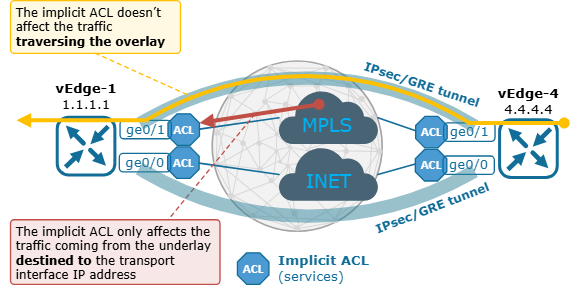 The implicit ACL doesn't
affect the traffic
traversing the overlay
vEdge-1
1.1.1.1
IPsec/GRE tunnel
vEdge-4
4.4.4.4
ge0/1
ACL
MPLS
ACL
ge0/1
ge0/0
ACL
INET
ACL
ge0/0
IPsec/GRE tunnel
The implicit ACL only affects the
traffic coming from the underlay
destined to the transport
interface IP address
ACL
Implicit ACL
(services)